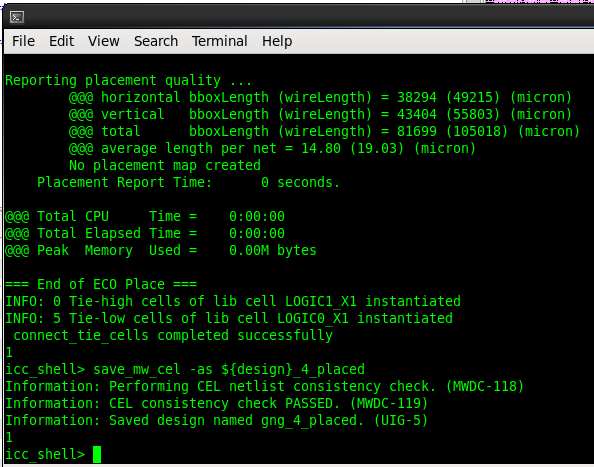 File Edit View Search Terminal Help
Reporting placement quality ...
@@@ horizontal bboxLength (wireLength) = 38294 (49215) (micron)
@@@ vertical   bboxLength (wireLength) = 43404 (55803) (micron)
@@@ total      bboxLength (wireLength) = 81699 (105018) (micron)
@@@ average length per net = 14.80 (19.03) (micron)
No placement map created
Placement Report Time:      0 seconds.
@@@ Total CPU     Time =    0:00:00
@@@ Total Elapsed Time =    0:00:00
@@@ Peak  Memory  Used =    0.00M bytes
=== End of ECO Place ===
INFO: 0 Tie-high cells of lib cell LOGIC1_X1 instantiated
INFO: 5 Tie-low cells of lib cell LOGIC0_X1 instantiated
connect_tie_cells completed successfully
1
icc_shell> save_mw_cel -as ${design}_4_placed
Information: Performing CEL netlist consistency check. (MWDC-118)
Information: CEL consistency check PASSED. (MWDC-119)
Information: Saved design named gng_4_placed. (UIG-5)
1
icc_shell>